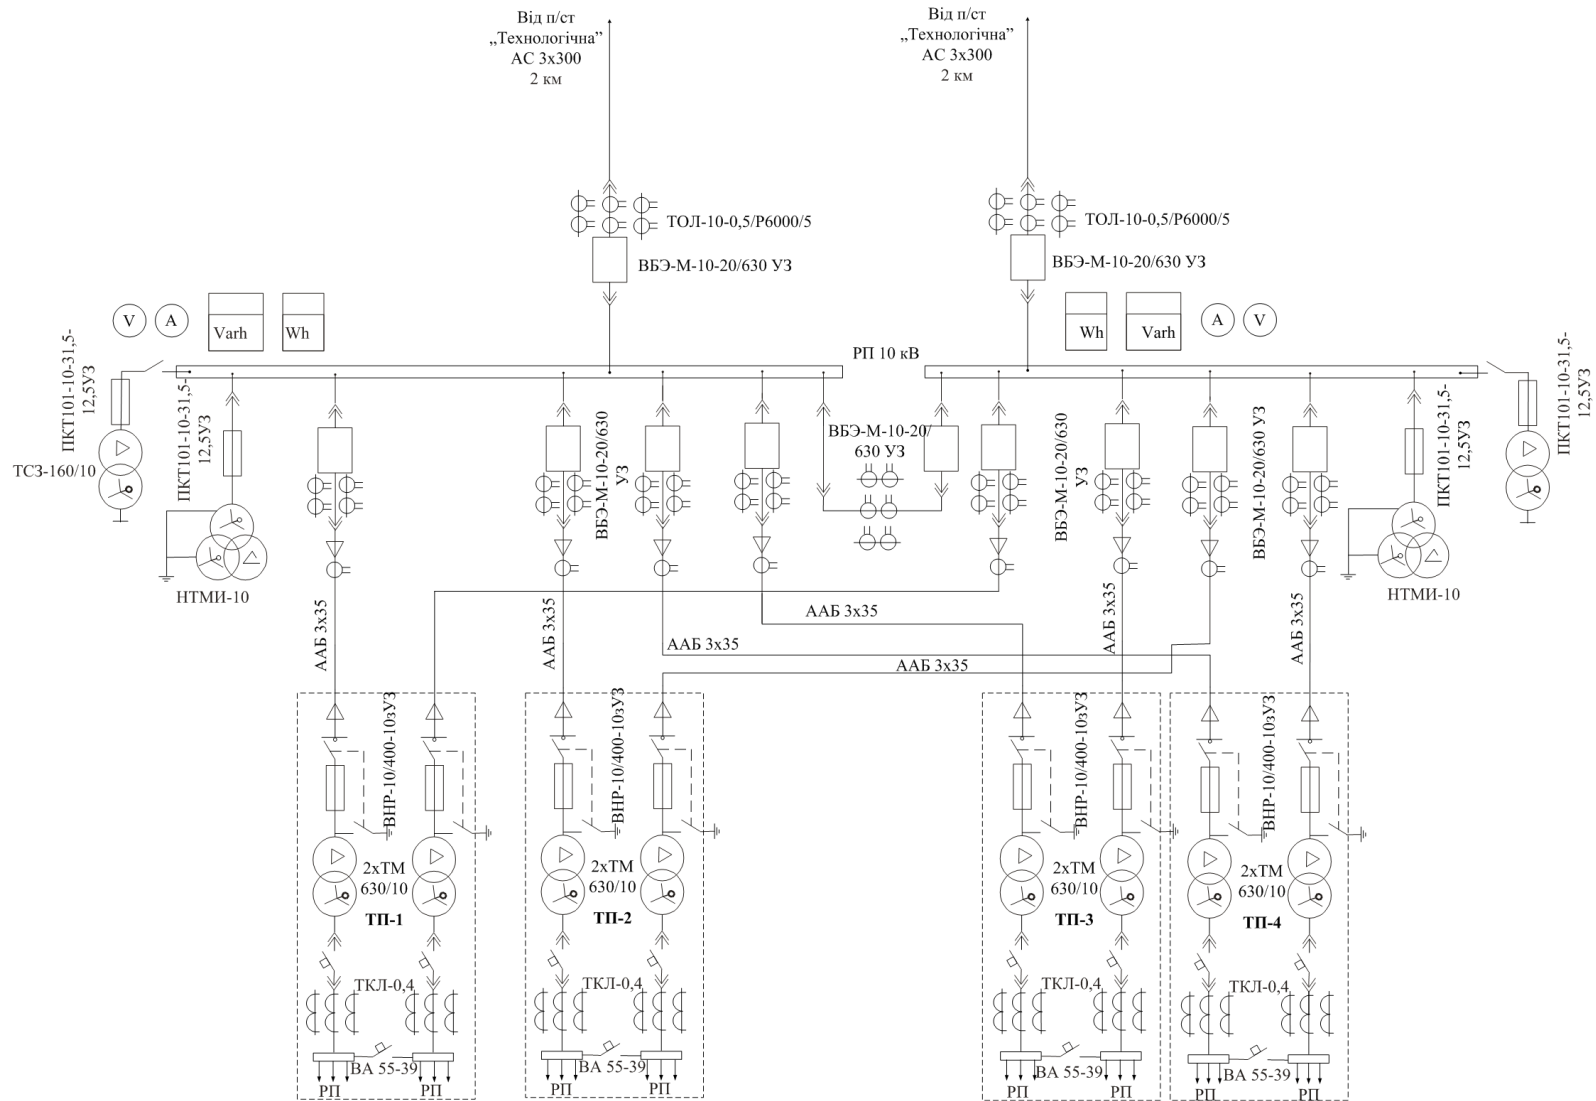 Від п/ст
„Технологічна”
АС 3х300
2 км
Від п/ст
„Технологічна”
АС 3х300
2 км
ТОЛ-10-0,5/Р6000/5
ТОЛ-10-0,5/Р6000/5
ВБЭ-М-10-20/630 УЗ
ВБЭ-М-10-20/630 УЗ
V
A
Varh
Wh
Wh
Varh
A
V
РП 10 кВ
ПКТ101-10-31,5-
12,5УЗ
ПКТ101-10-31,5-
12,5УЗ
ТСЗ-160/10
ВБЭ-М-10-20/630
УЗ
ВБЭ-М-10-20/
630 УЗ
ВБЭ-М-10-20/630
УЗ
ВБЭ-М-10-20/630 УЗ
ПКТ101-10-31,5-
12,5УЗ
ПКТ101-10-31,5-
12,5УЗ
НТМИ-10
НТМИ-10
ААБ 3х35
ААБ 3х35
ААБ 3х35
ААБ 3х35
ААБ 3х35
ААБ 3х35
ААБ 3х35
ВНР-10/400-10зУЗ
ВНР-10/400-10зУЗ
ВНР-10/400-10зУЗ
ВНР-10/400-10зУЗ
2хТМ
630/10
ТП-1
2хТМ
630/10
ТП-2
2хТМ
630/10
ТП-3
2хТМ
630/10
ТП-4
ТКЛ-0,4
ТКЛ-0,4
ТКЛ-0,4
ТКЛ-0,4
ВА 55-39
ВА 55-39
ВА 55-39
ВА 55-39
РП
РП
РП
РП
РП
РП
РП
РП